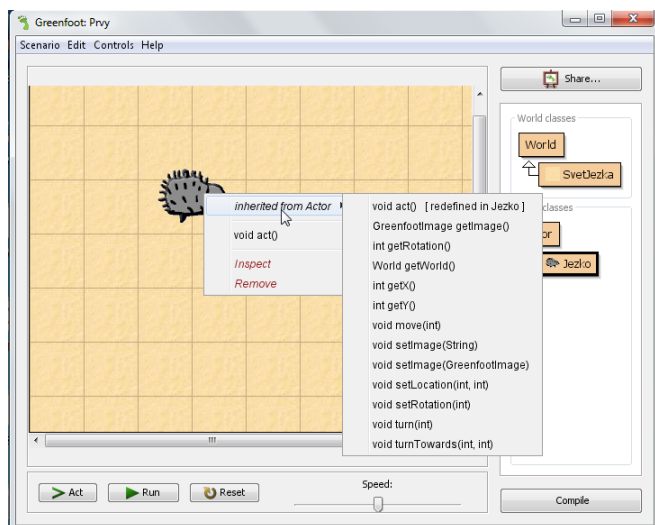 Greenfoot: Prvy
Scenario Edit Controls Help
Share...
World classes
World
SvetJezka
classes
or
Jezko
inherited from Actor
void act()
Inspect
Remove
void act() [ redefined in Jezko ]
GreenfootImage getImage()
int getRotation()
World getWorld()
int getX()
int getY()
void move(int)
void setImage(String)
void setImage(GreenfootImage)
void setLocation(int, int)
void setRotation(int)
void turn(int)
void turnTowards(int, int)
Act
Run
Reset
Speed:
Compile